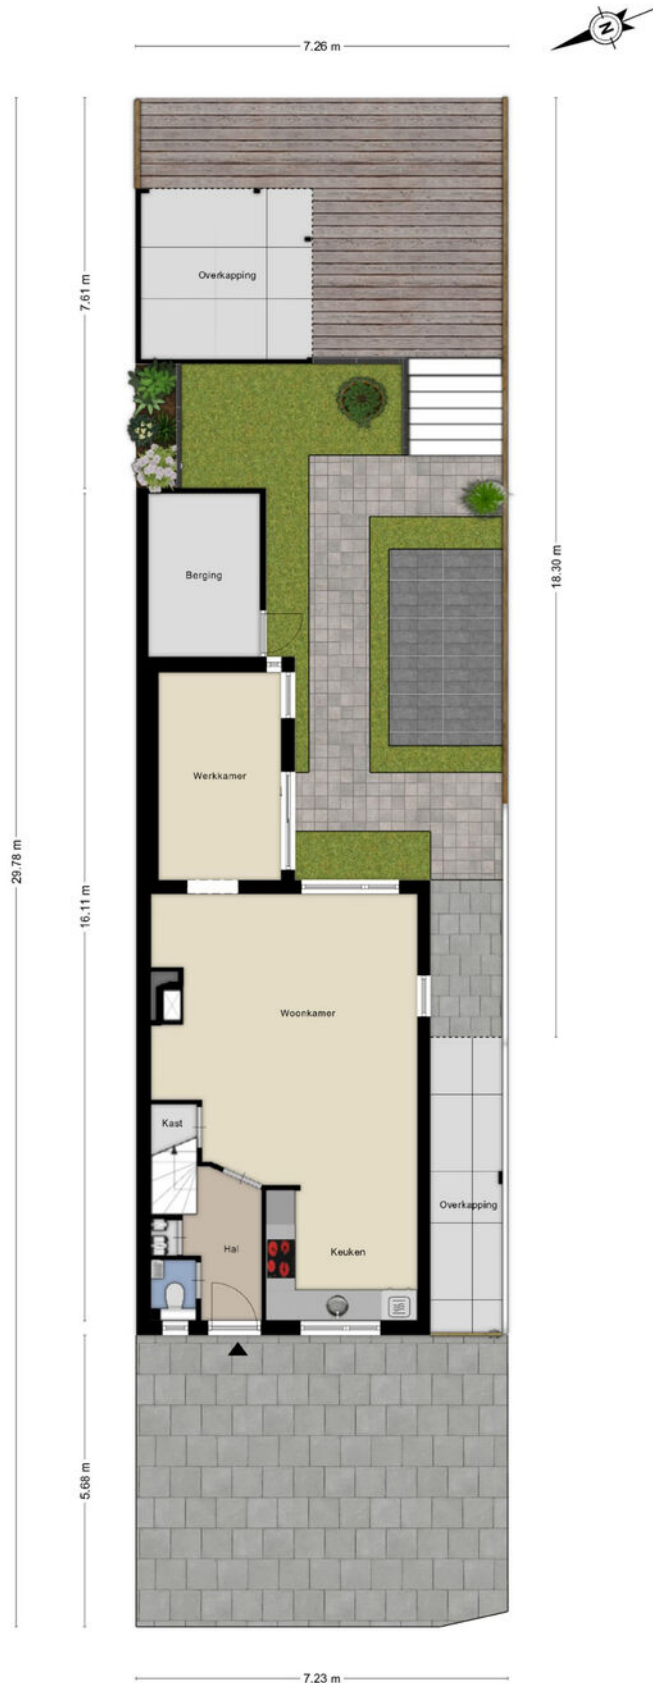 7.26 m
N
Overkapping
7.61 m
18.30 m
Berging
Werkkamer
29.78 m
16.11 m
Woonkamer
Kast
Overkapping
Hal
Keuken
5.68 m
7.23 m